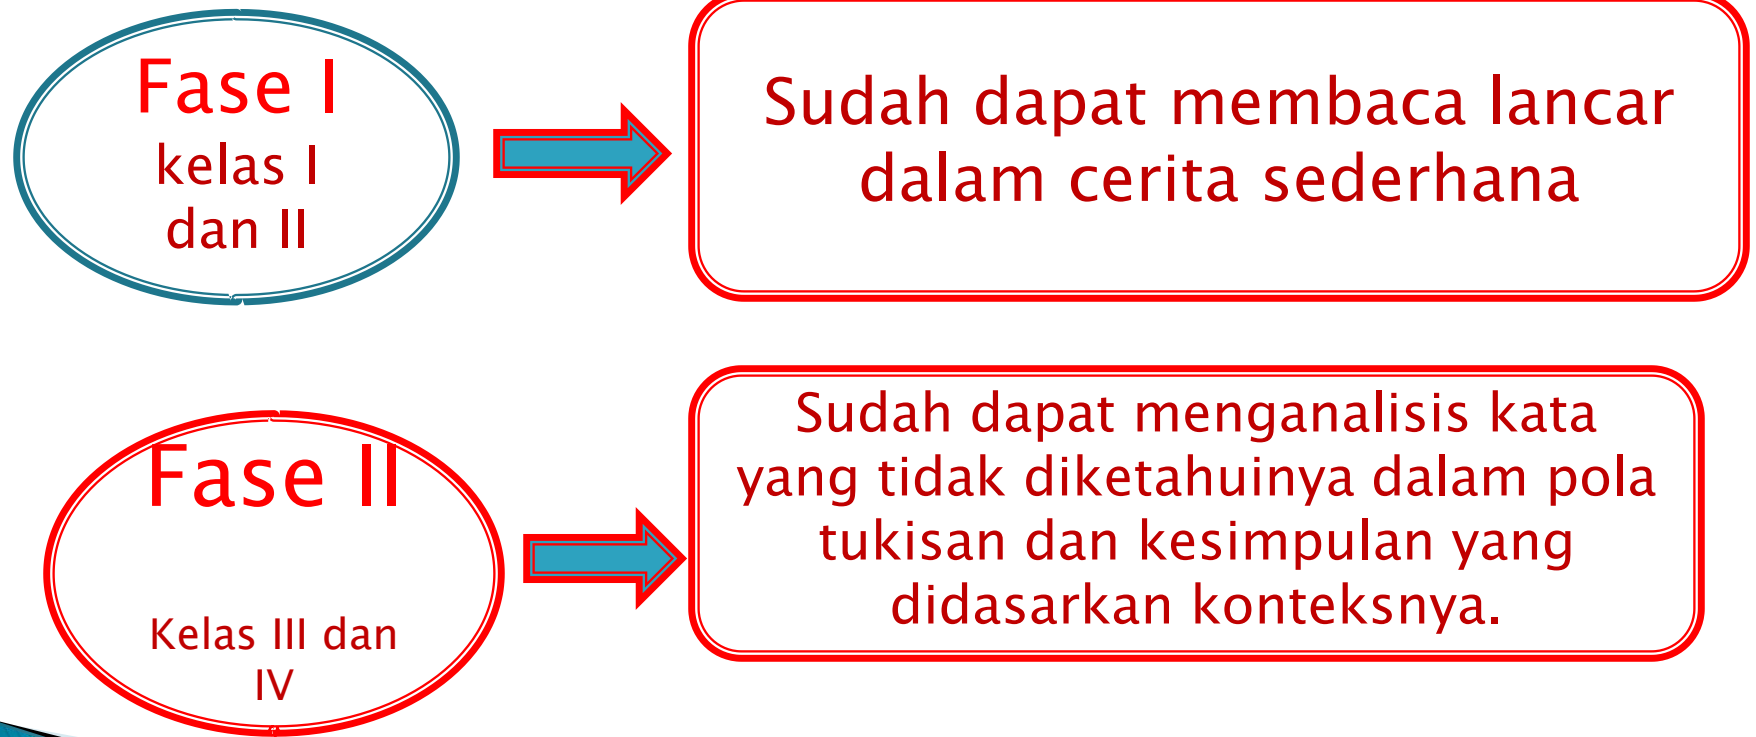 Fase I
kelas I
dan II
Sudah dapat membaca lancar
dalam cerita sederhana
Fase II
Kelas III dan
IV
Sudah dapat menganalisis kata
yang tidak diketahuinya dalam pola
tukisan dan kesimpulan yang
didasarkan konteksnya.